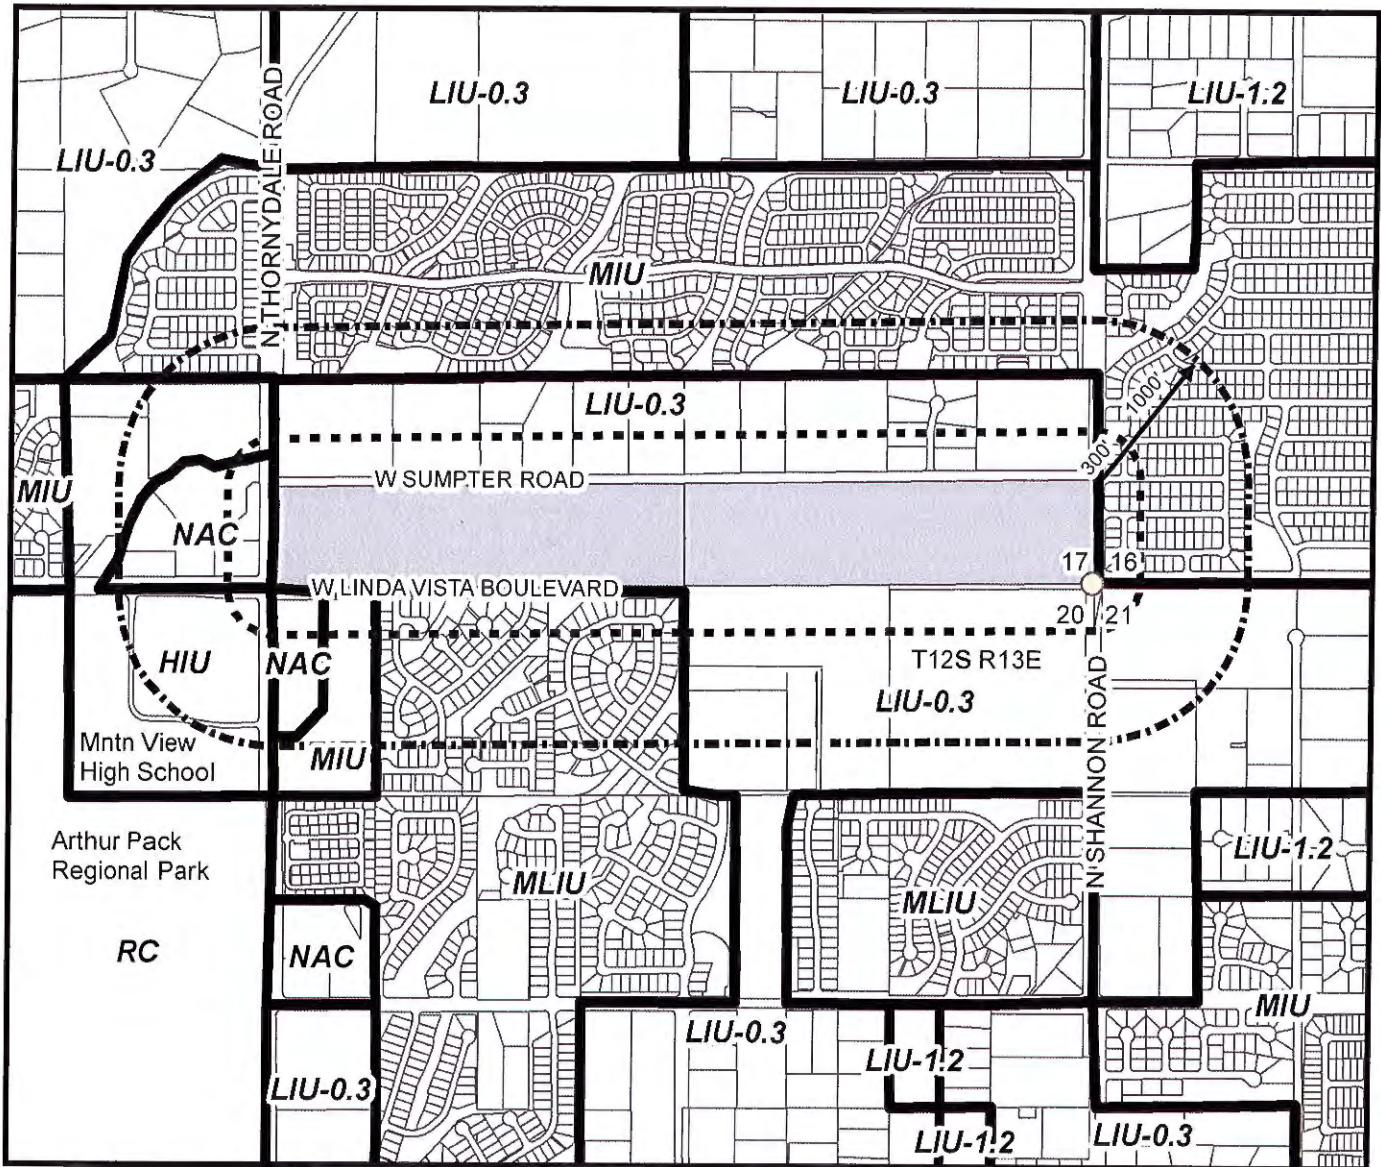 LIU-0.3
LIU-0.3
LIU-1.2
LIU-0.3
N THORNYDALE ROAD
MIU
LIU-0.3
1000'
300'
MIU
W SUMPTER ROAD
NAC
17
16
W LINDA VISTA BOULEVARD
20
21
HIU
NAC
T12S R13E
LIU-0.3
N SHANNON ROAD
Mntn View
High School
MIU
Arthur Pack
Regional Park
LIU-1.2
MLIU
MLIU
RC
NAC
MIU
LIU-0.3
LIU-1.2
LIU-0.3
LIU-1.2
LIU-0.3